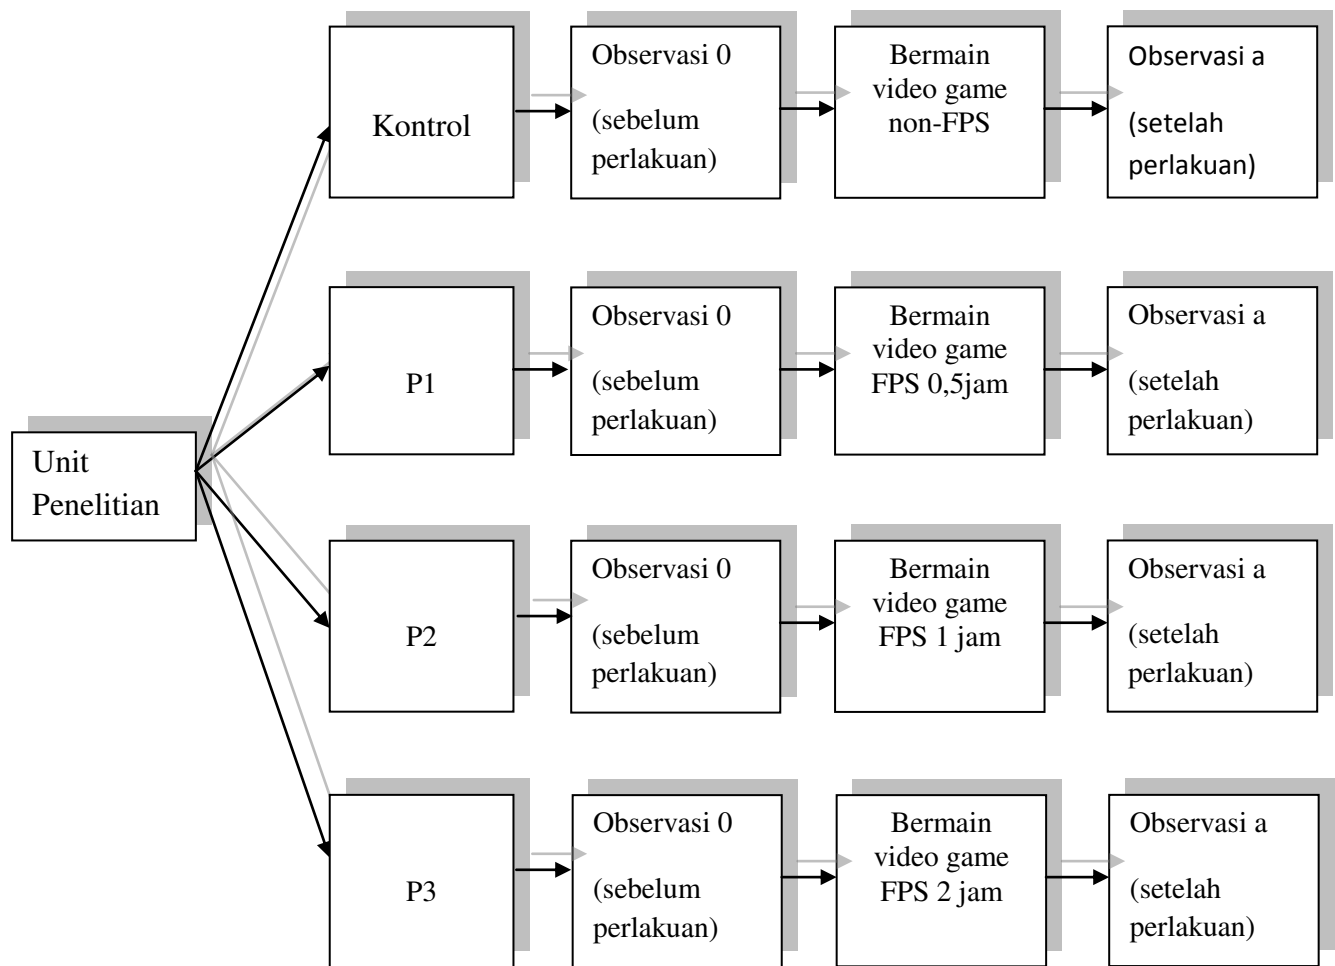 Unit
Penelitian
Kontrol
Observasi 0
(sebelum
perlakuan)
Bermain
video game
non-FPS
Observasi a
(setelah
perlakuan)
P1
Observasi 0
(sebelum
perlakuan)
Bermain
video game
FPS 0,5jam
Observasi a
(setelah
perlakuan)
P2
Observasi 0
(sebelum
perlakuan)
Bermain
video game
FPS 1 jam
Observasi a
(setelah
perlakuan)
P3
Observasi 0
(sebelum
perlakuan)
Bermain
video game
FPS 2 jam
Observasi a
(setelah
perlakuan)